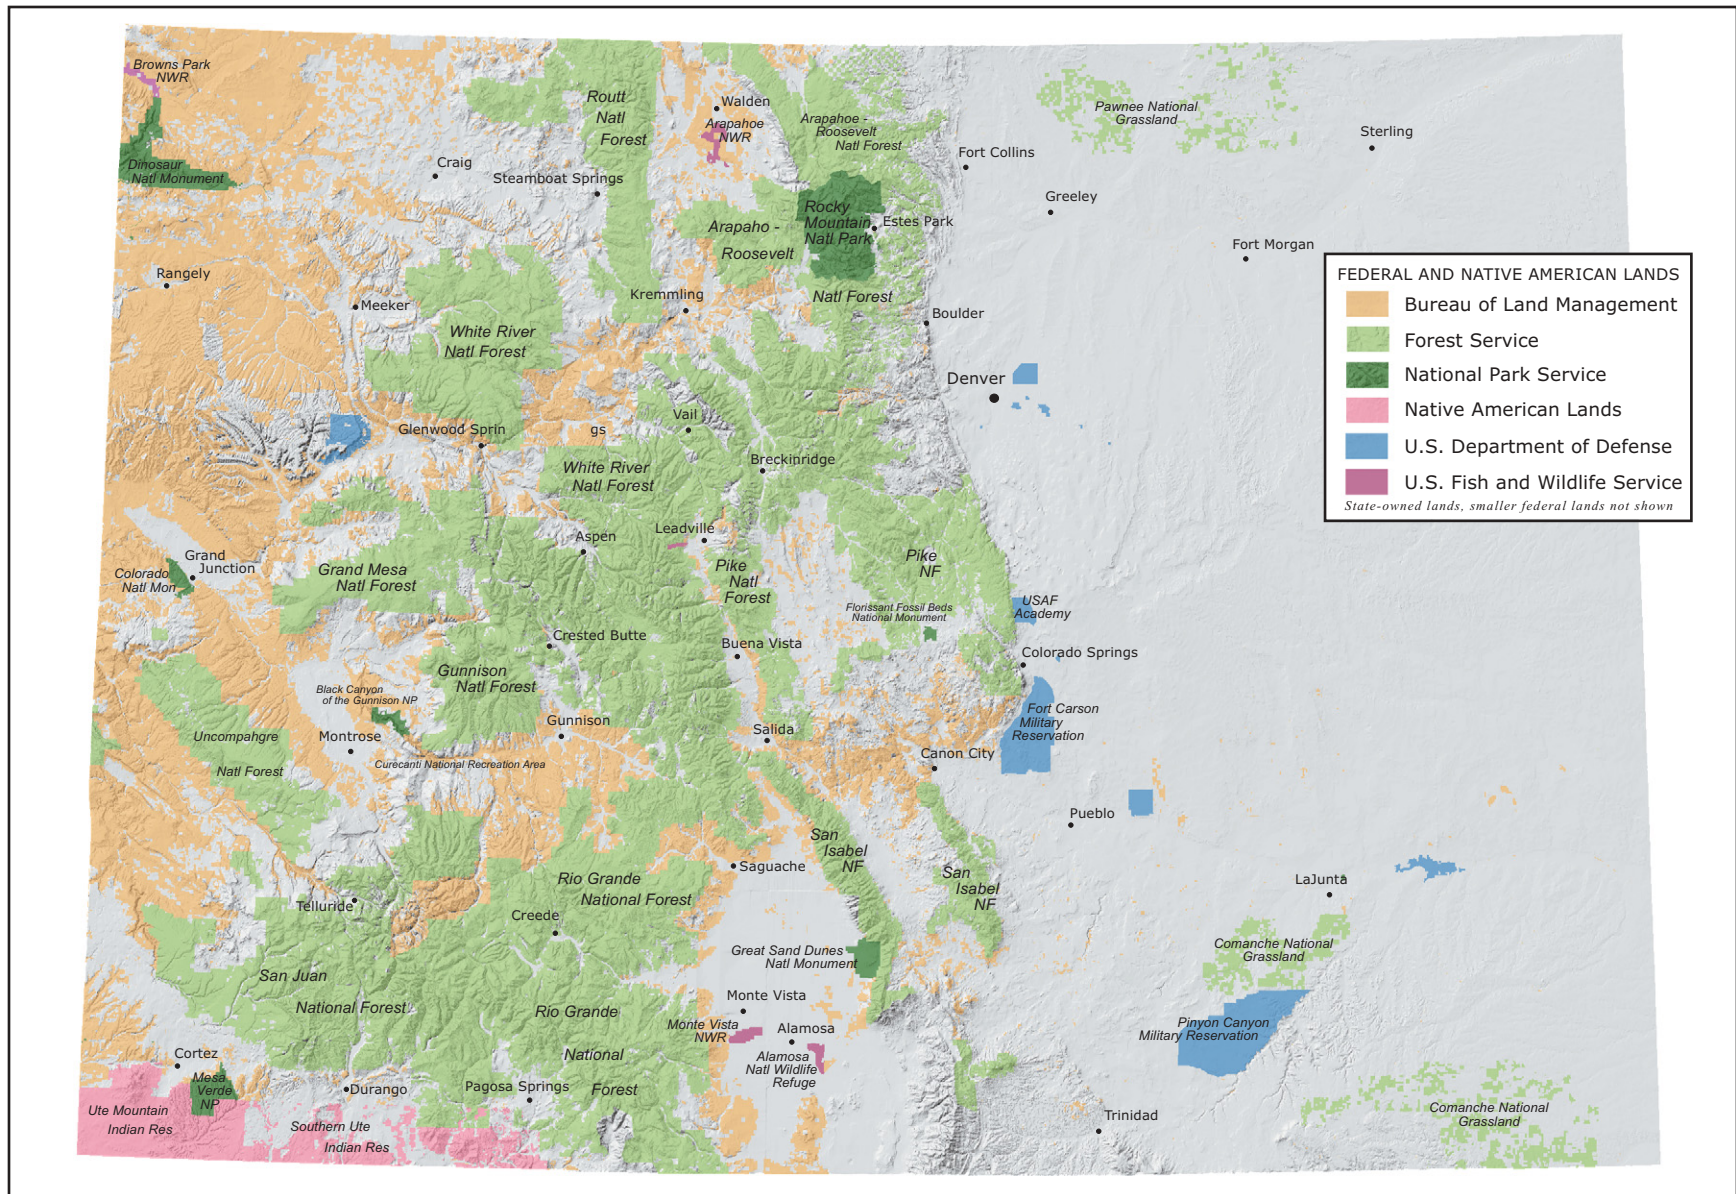 Browns Park
NWR
Dinosaur
Natl Monument
Craig
Routt
Natl
Forest
Steamboat Springs
Walden
Arapahoe
NWR
Arapahoe -
Roosevelt
Natl Forest
Pawnee National
Grassland
Sterling
Fort Collins
Greeley
Fort Morgan
Rocky
Mountain
Natl Park
Estes Park
Arapaho -
Roosevelt
Natl Forest
Rangely
Meeker
Kremmling
Boulder
White River
Natl Forest
Denver
FEDERAL AND NATIVE AMERICAN LANDS
Bureau of Land Management
Forest Service
National Park Service
Native American Lands
U.S. Department of Defense
U.S. Fish and Wildlife Service
State-owned lands, smaller federal lands not shown
Glenwood Sprin gs
Vail
Breckinridge
White River
Natl Forest
Leadville
Aspen
Grand
Junction
Colorado
Natl Mon
Grand Mesa
Natl Forest
Pike
Natl
Forest
Pike
NF
Florissant Fossil Beds
National Monument
USAF
Academy
Colorado Springs
Crested Butte
Buena Vista
Gunnison
Natl Forest
Black Canyon
of the Gunnison NP
Fort Carson
Military
Reservation
Gunnison
Salida
Uncompahgre
Natl Forest
Montrose
Curecanti National Recreation Area
Canon City
Pueblo
San
Isabel
NF
San
Isabel
NF
Saguache
LaJunta
Rio Grande
National Forest
Telluride
Creede
Great Sand Dunes
Natl Monument
Comanche National
Grassland
San Juan
National Forest
Rio Grande
National
Forest
Monte Vista
Monte Vista
NWR
Alamosa
Alamosa
Natl Wildlife
Refuge
Pinyon Canyon
Military Reservation
Cortez
Mesa
Verde
NP
Durango
Pagosa Springs
Ute Mountain
Indian Res
Southern Ute
Indian Res
Trinidad
Comanche National
Grassland